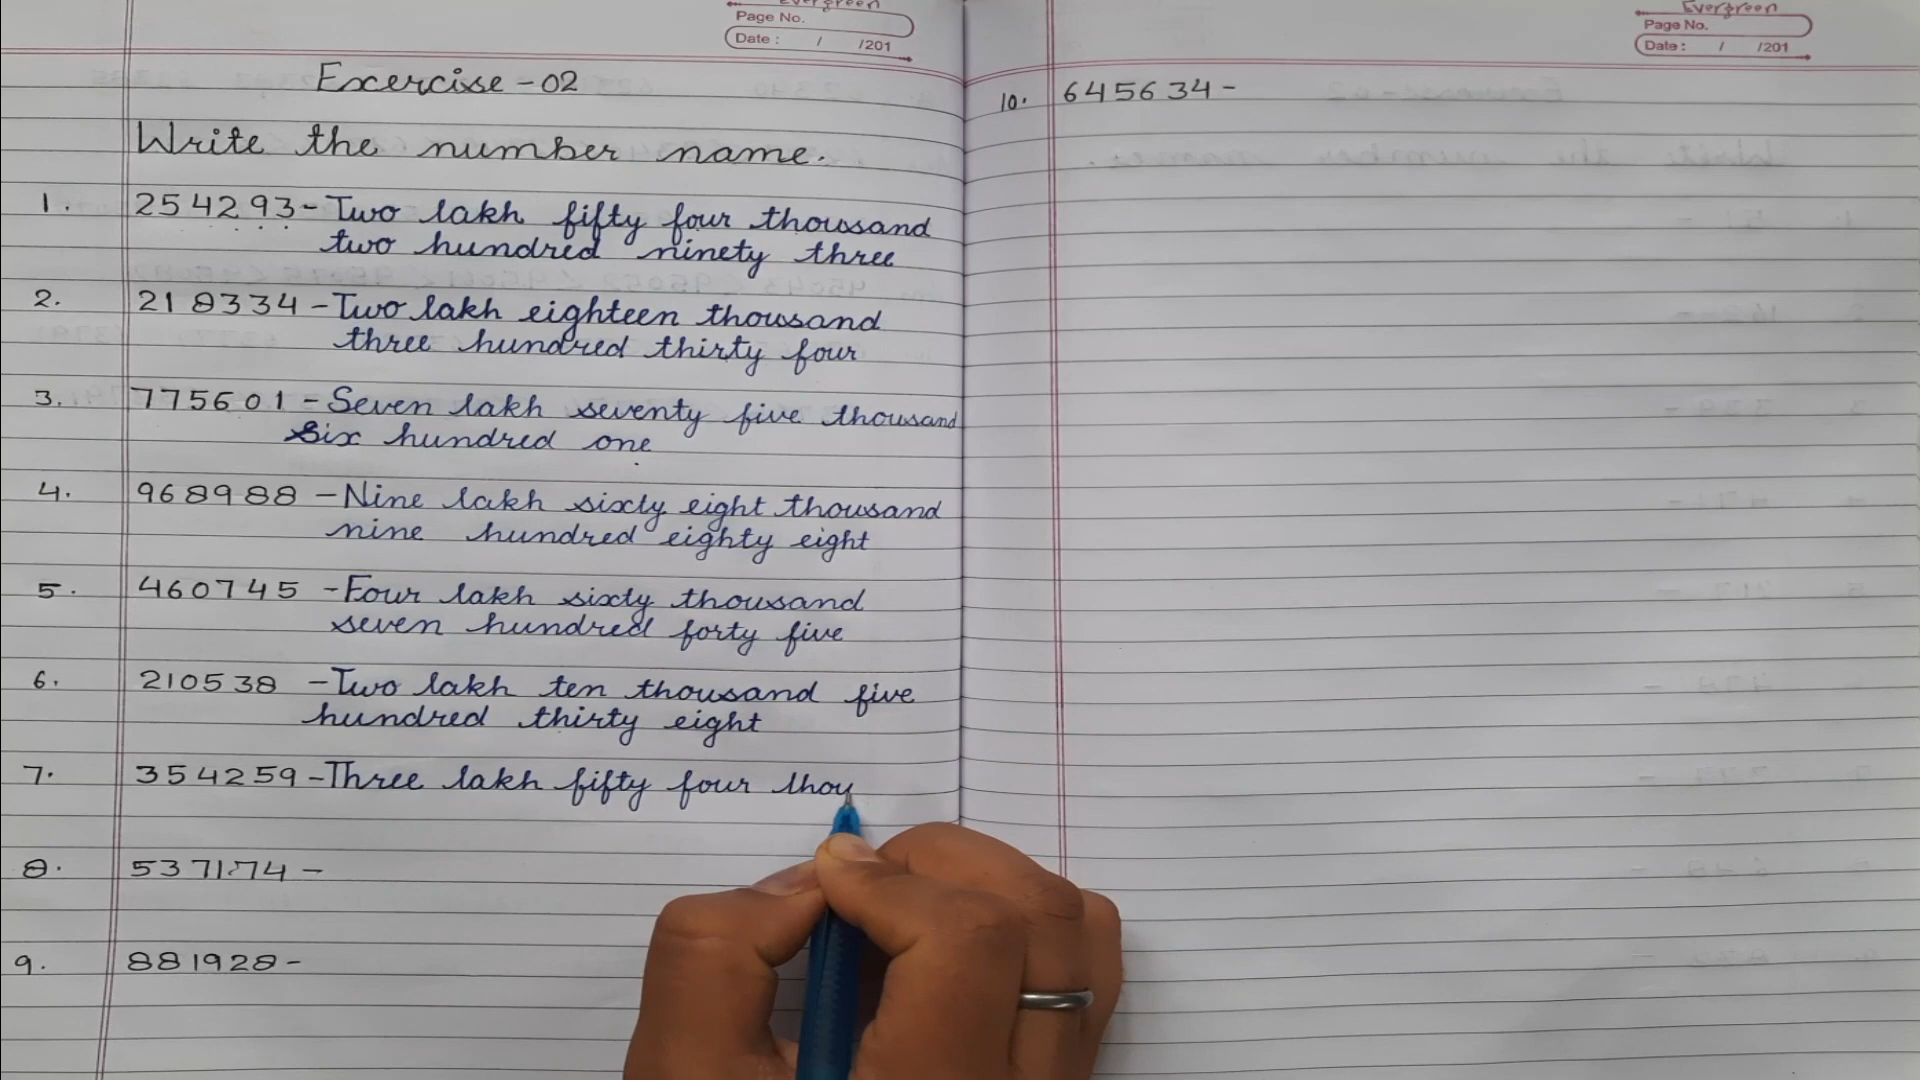 Evergreen
Page No.
Date : / /201
Excercise - 02
Write the number name.
1. 254293 - Two lakh fifty four thousand
two hundred ninety three
2. 218334 - Two lakh eighteen thousand
three hundred thirty four
3. 775601 - Seven lakh seventy five thousand
six hundred one
4. 968988 - Nine lakh sixty eight thousand
nine hundred eighty eight
5. 460745 - Four lakh sixty thousand
seven hundred forty five
6. 210538 - Two lakh ten thousand five
hundred thirty eight
7. 354259 - Three lakh fifty four thou
8. 537174 -
9. 881928 -
Evergreen
Page No.
Date : / /201
10. 645634 -